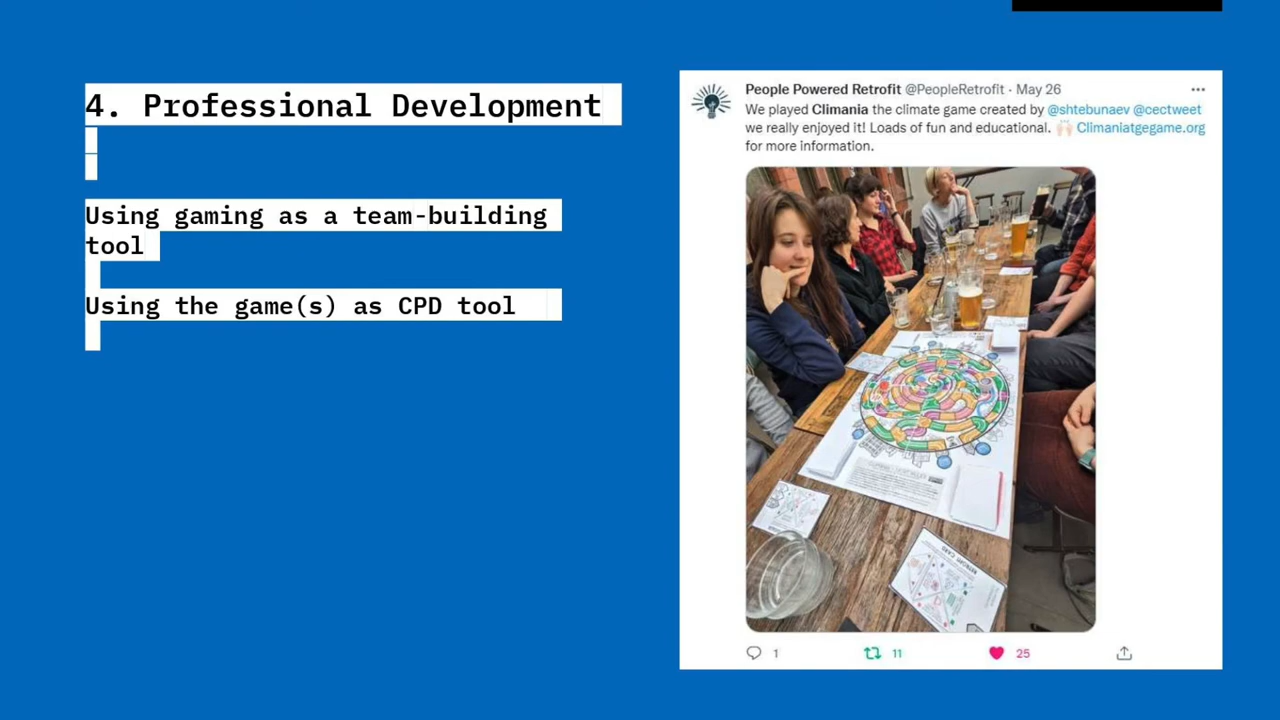 4. Professional Development
Using gaming as a team-building
tool
Using the game(s) as CPD tool
People Powered Retrofit @PeopleRetrofit · May 26
We played Climania the climate game created by @shtebunaev @cectweet
we really enjoyed it! Loads of fun and educational. 🙌🏻 Climaniatgegame.org
for more information.
1 11 25